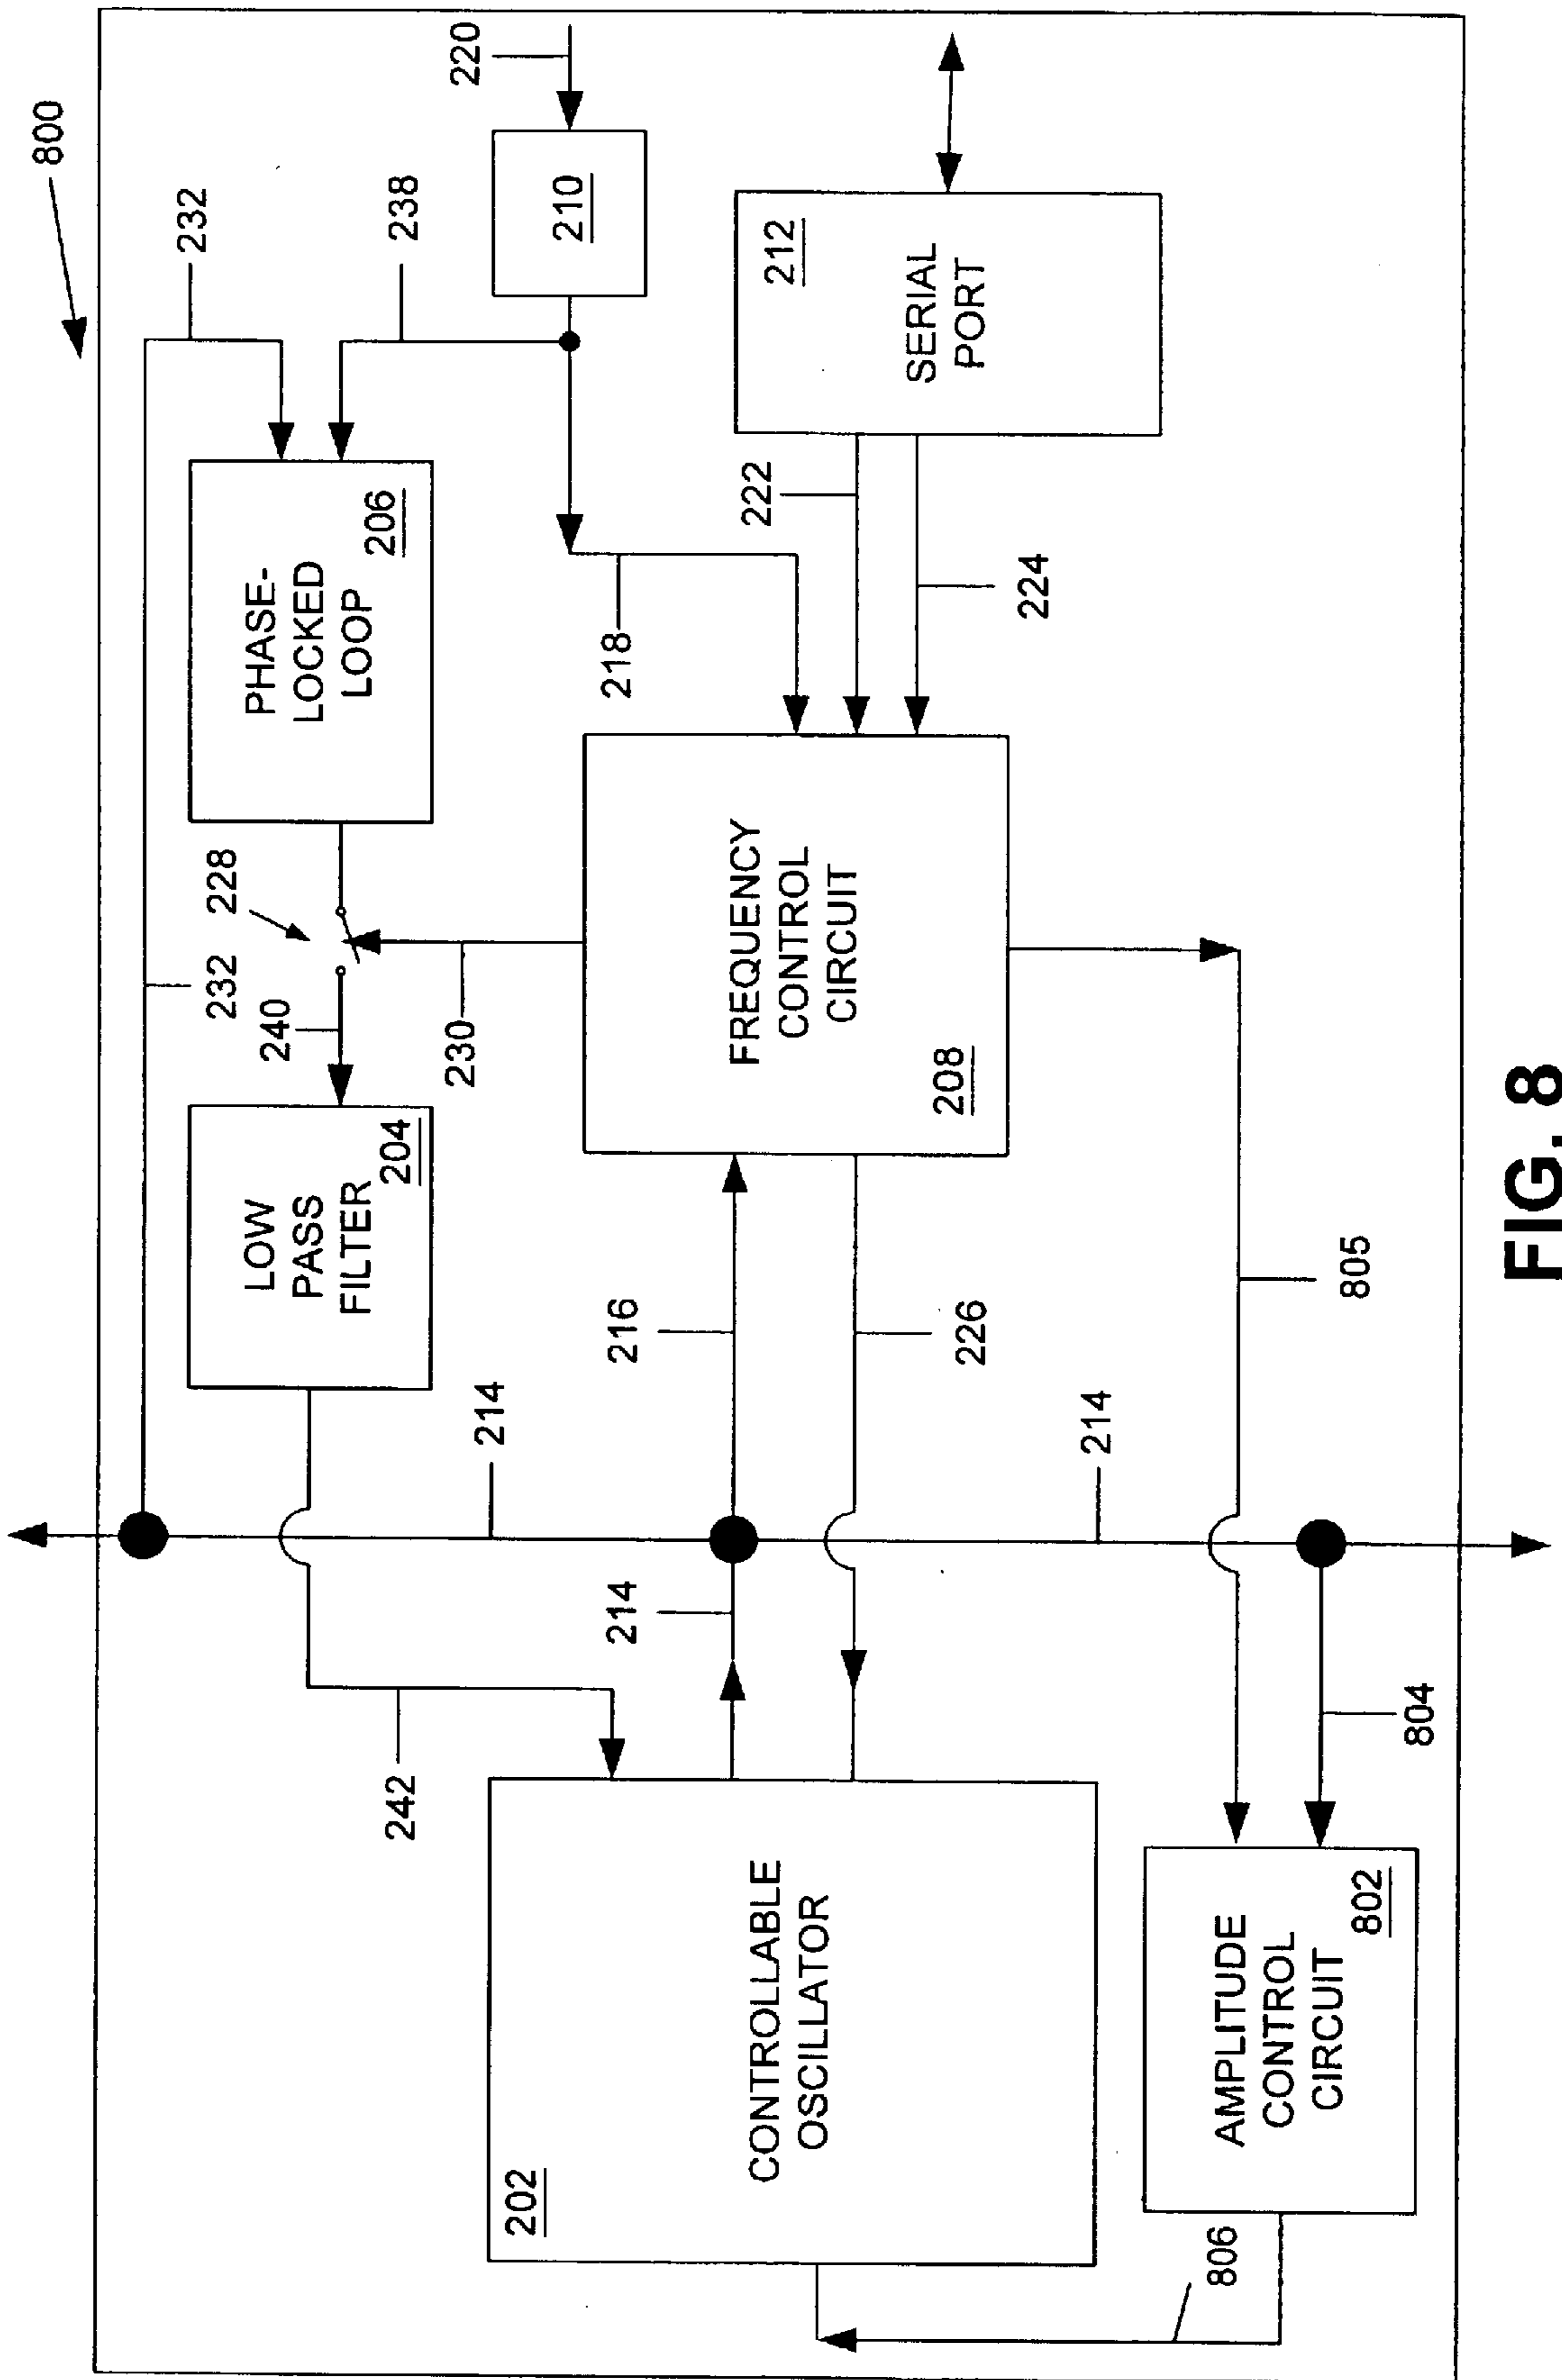 800
232
232
228
240
LOW
PASS
FILTER
204
PHASE-
LOCKED
LOOP
206
242
238
230
220
214
202
210
214
216
218
CONTROLLABLE
OSCILLATOR
FREQUENCY
CONTROL
CIRCUIT
208
222
212
SERIAL
PORT
226
224
214
AMPLITUDE
CONTROL
CIRCUIT
802
806
804
805
FIG. 8